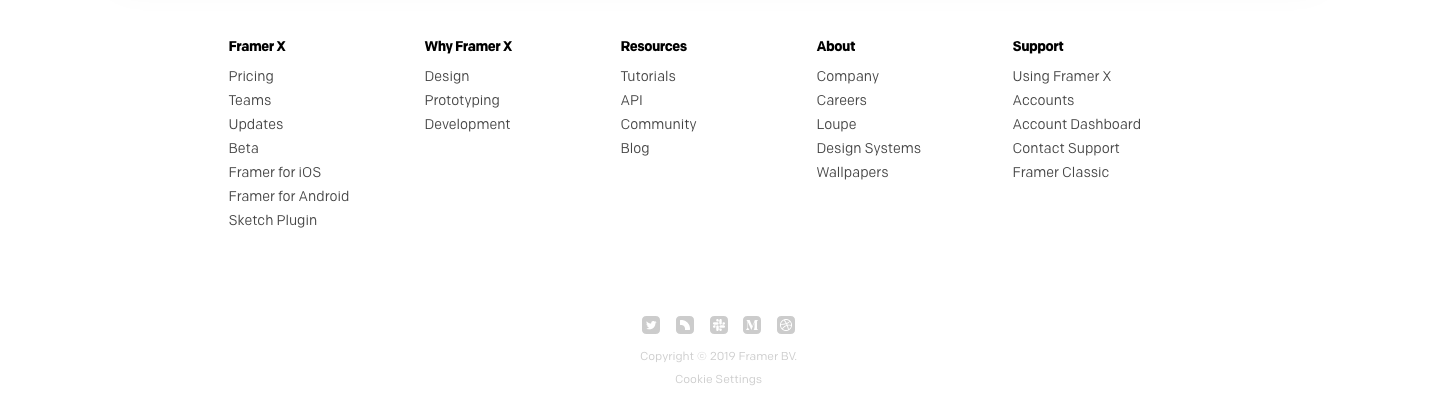 Framer X
Pricing
Teams
Updates
Beta
Framer for iOS
Framer for Android
Sketch Plugin
Why Framer X
Design
Prototyping
Development
Resources
Tutorials
API
Community
Blog
About
Company
Careers
Loupe
Design Systems
Wallpapers
Support
Using Framer X
Accounts
Account Dashboard
Contact Support
Framer Classic
Copyright © 2019 Framer BV.
Cookie Settings